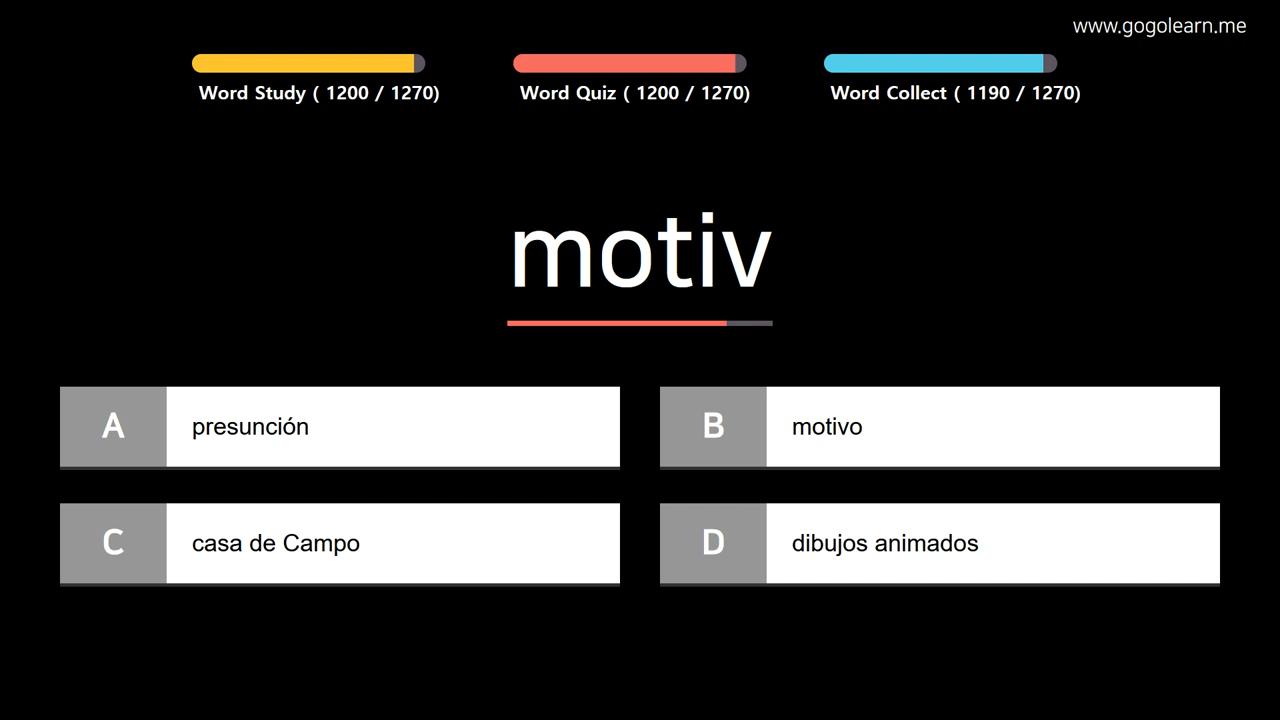 www.gogolearn.me
Word Study ( 1200 / 1270)
Word Quiz ( 1200 / 1270)
Word Collect ( 1190 / 1270)
motiv
A presunción
B motivo
C casa de Campo
D dibujos animados